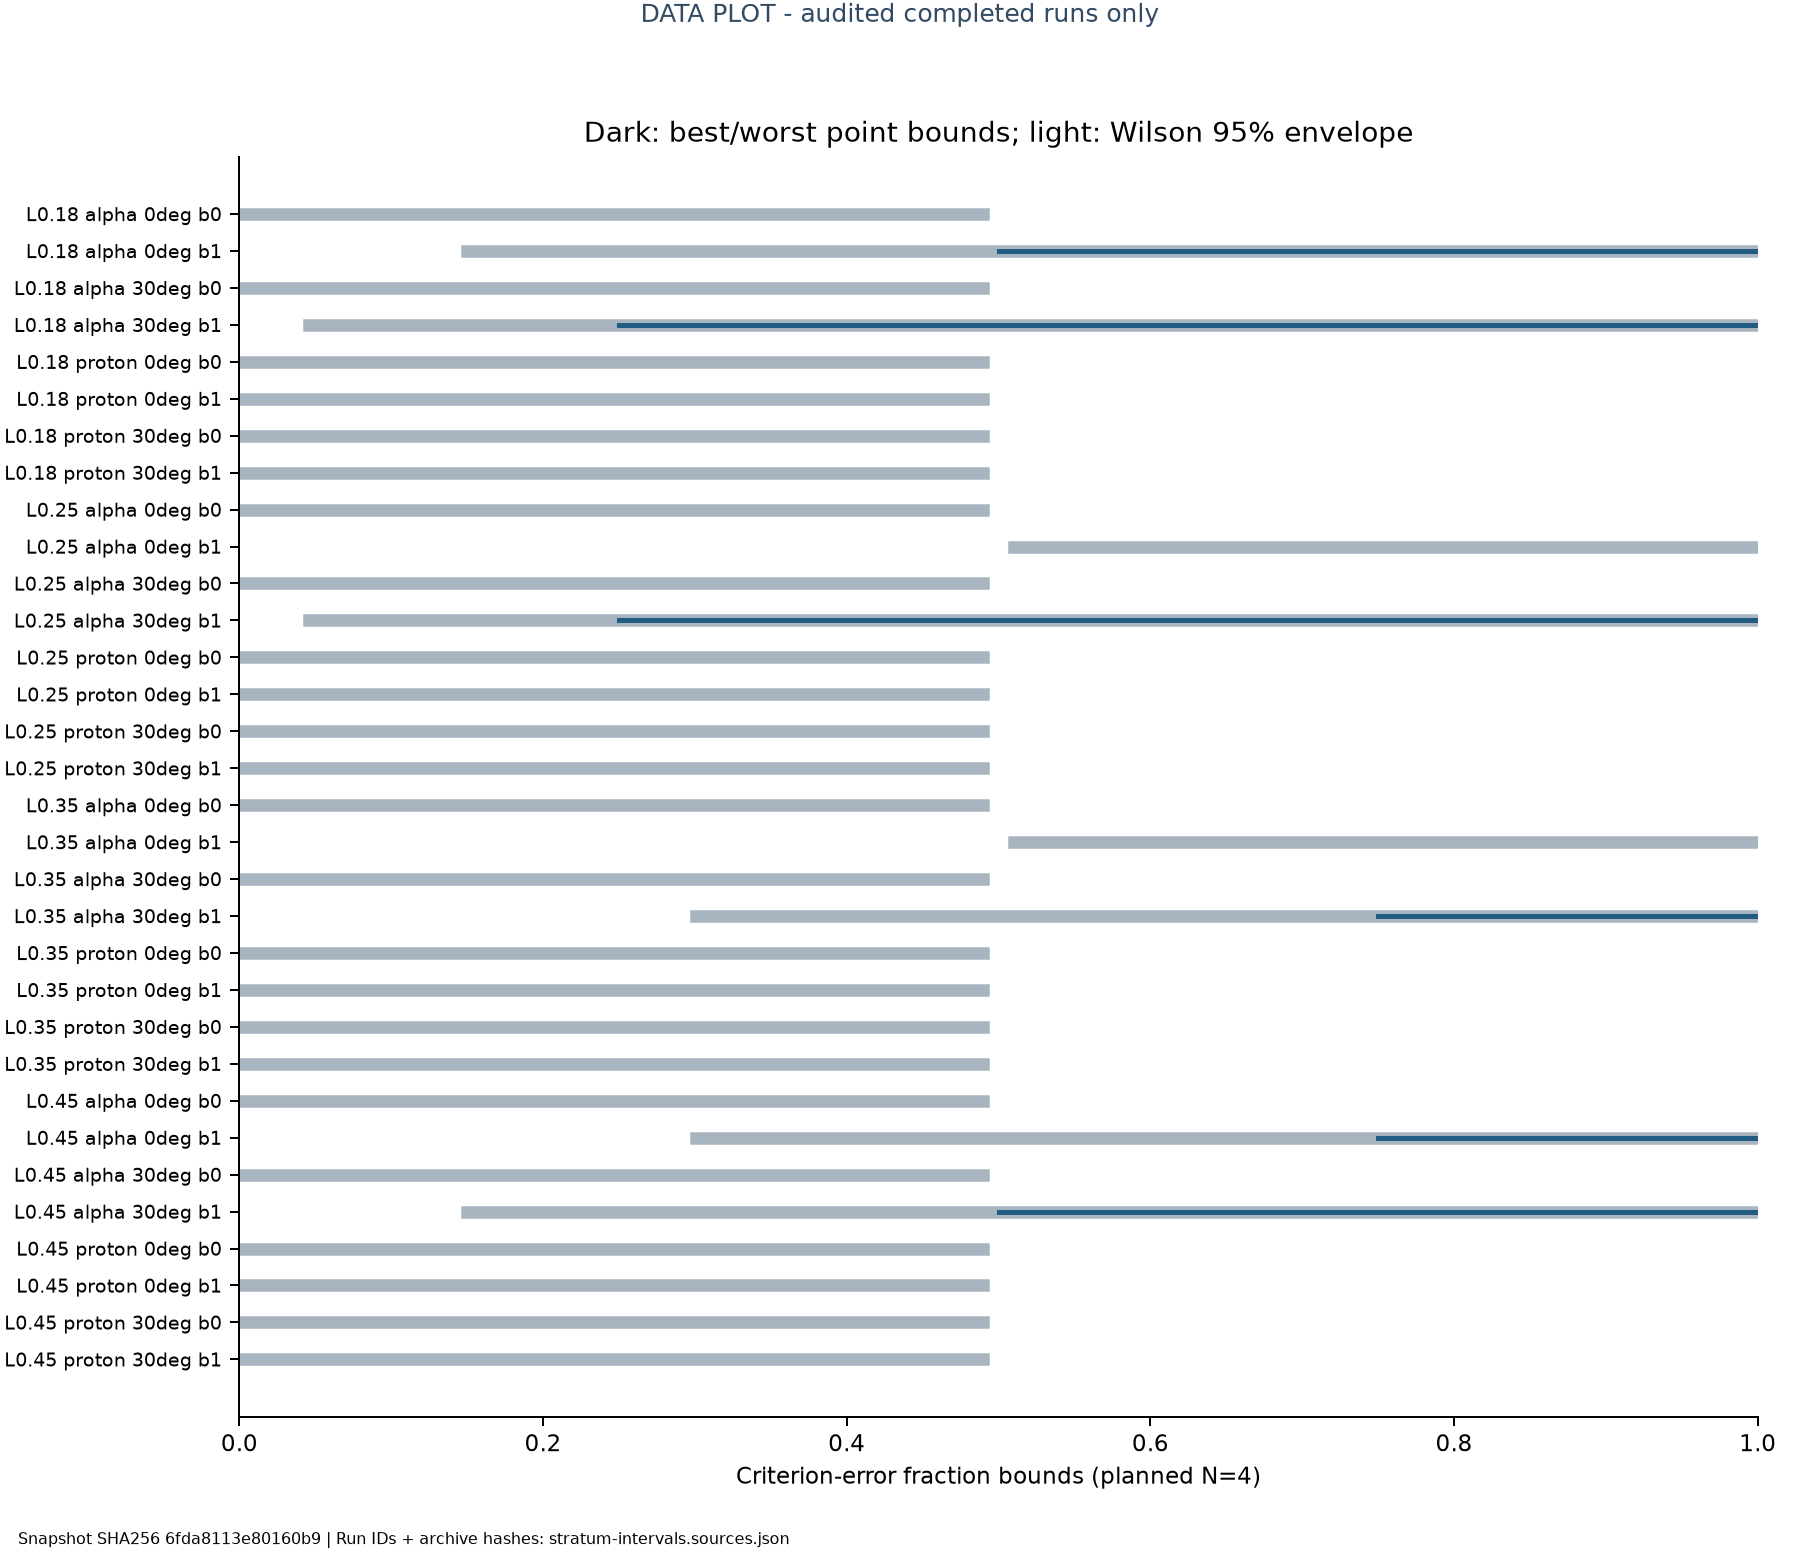 DATA PLOT - audited completed runs only
Dark: best/worst point bounds; light: Wilson 95% envelope
L0.18 alpha 0deg b0
L0.18 alpha 0deg b1
L0.18 alpha 30deg b0
L0.18 alpha 30deg b1
L0.18 proton 0deg b0
L0.18 proton 0deg b1
L0.18 proton 30deg b0
L0.18 proton 30deg b1
L0.25 alpha 0deg b0
L0.25 alpha 0deg b1
L0.25 alpha 30deg b0
L0.25 alpha 30deg b1
L0.25 proton 0deg b0
L0.25 proton 0deg b1
L0.25 proton 30deg b0
L0.25 proton 30deg b1
L0.35 alpha 0deg b0
L0.35 alpha 0deg b1
L0.35 alpha 30deg b0
L0.35 alpha 30deg b1
L0.35 proton 0deg b0
L0.35 proton 0deg b1
L0.35 proton 30deg b0
L0.35 proton 30deg b1
L0.45 alpha 0deg b0
L0.45 alpha 0deg b1
L0.45 alpha 30deg b0
L0.45 alpha 30deg b1
L0.45 proton 0deg b0
L0.45 proton 0deg b1
L0.45 proton 30deg b0
L0.45 proton 30deg b1
0.0 0.2 0.4 0.6 0.8 1.0
Criterion-error fraction bounds (planned N=4)
Snapshot SHA256 6fda8113e80160b9 | Run IDs + archive hashes: stratum-intervals.sources.json